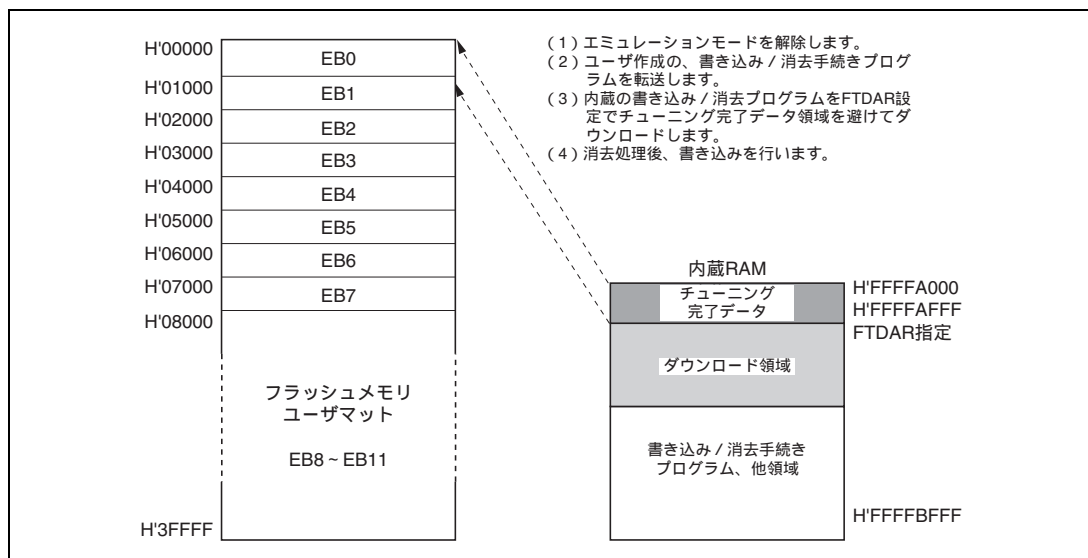 H'00000
EB0
H'01000
EB1
H'02000
EB2
H'03000
EB3
H'04000
EB4
H'05000
EB5
H'06000
EB6
H'07000
EB7
H'08000
フラッシュメモリ
ユーザマット
EB8 ~ EB11
H'3FFFF
(1)エミュレーションモードを解除します。
(2)ユーザ作成の、書き込み / 消去手続きプログ
ラムを転送します。
(3)内蔵の書き込み / 消去プログラムをFTDAR設
定でチューニング完了データ領域を避けてダ
ウンロードします。
(4)消去処理後、書き込みを行います。
内蔵RAM
チューニング
完了データ
H'FFFFA000
H'FFFFAFFF
FTDAR指定
ダウンロード領域
書き込み / 消去手続き
プログラム、他領域
H'FFFFBFFF